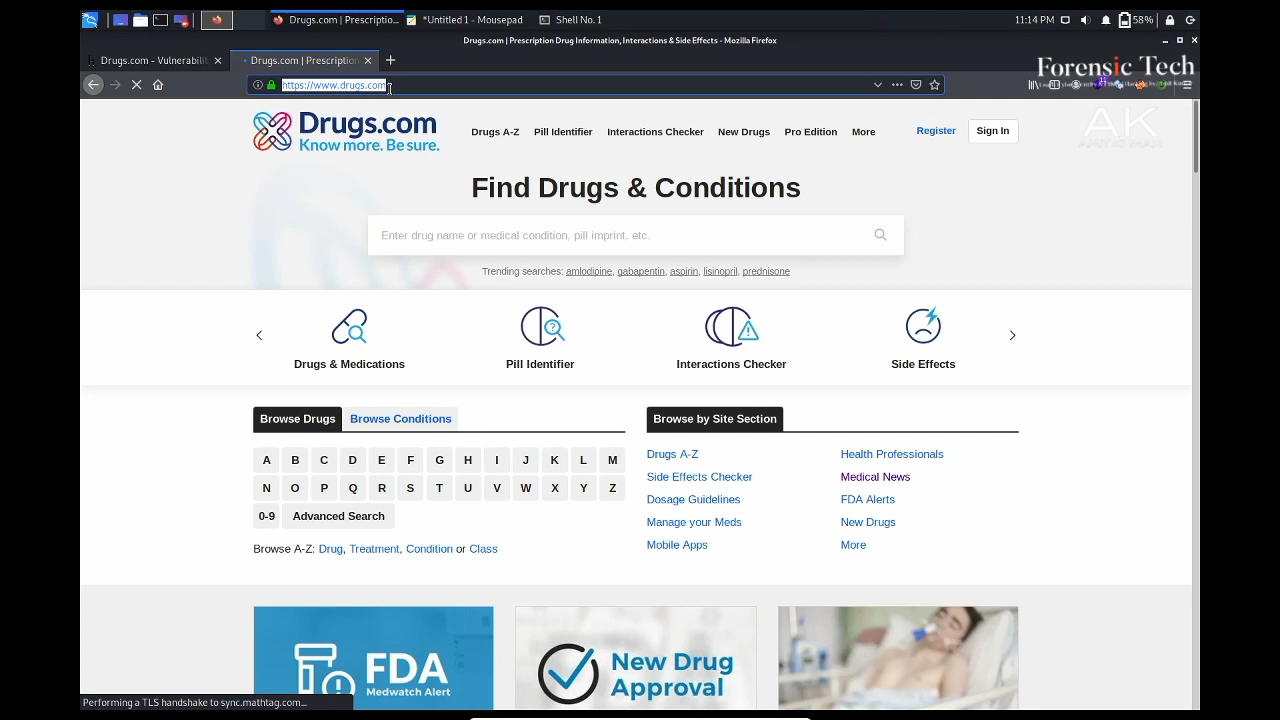 Drugs.com | Prescriptio...
*Untitled 1 - Mousepad
Shell No. 1
11:14 PM
58%
Drugs.com | Prescription Drug Information, Interactions & Side Effects - Mozilla Firefox
Drugs.com - Vulnerabilit
Drugs.com | Prescription
Forensic Tech
https://www.drugs.com
AK
Drugs.com
Know more. Be sure.
Drugs A-Z
Pill Identifier
Interactions Checker
New Drugs
Pro Edition
More
Register
Sign In
Find Drugs & Conditions
Enter drug name or medical condition, pill imprint, etc.
Trending searches: amlodipine, gabapentin, aspirin, lisinopril, prednisone
Drugs & Medications
Pill Identifier
Interactions Checker
Side Effects
Browse Drugs
Browse Conditions
A B C D E F G H I J K L M
N O P Q R S T U V W X Y Z
0-9 Advanced Search
Browse A-Z: Drug, Treatment, Condition or Class
Browse by Site Section
Drugs A-Z
Side Effects Checker
Dosage Guidelines
Manage your Meds
Mobile Apps
Health Professionals
Medical News
FDA Alerts
New Drugs
More
FDA
Medwatch Alert
New Drug
Approval
Performing a TLS handshake to sync.mathtag.com...